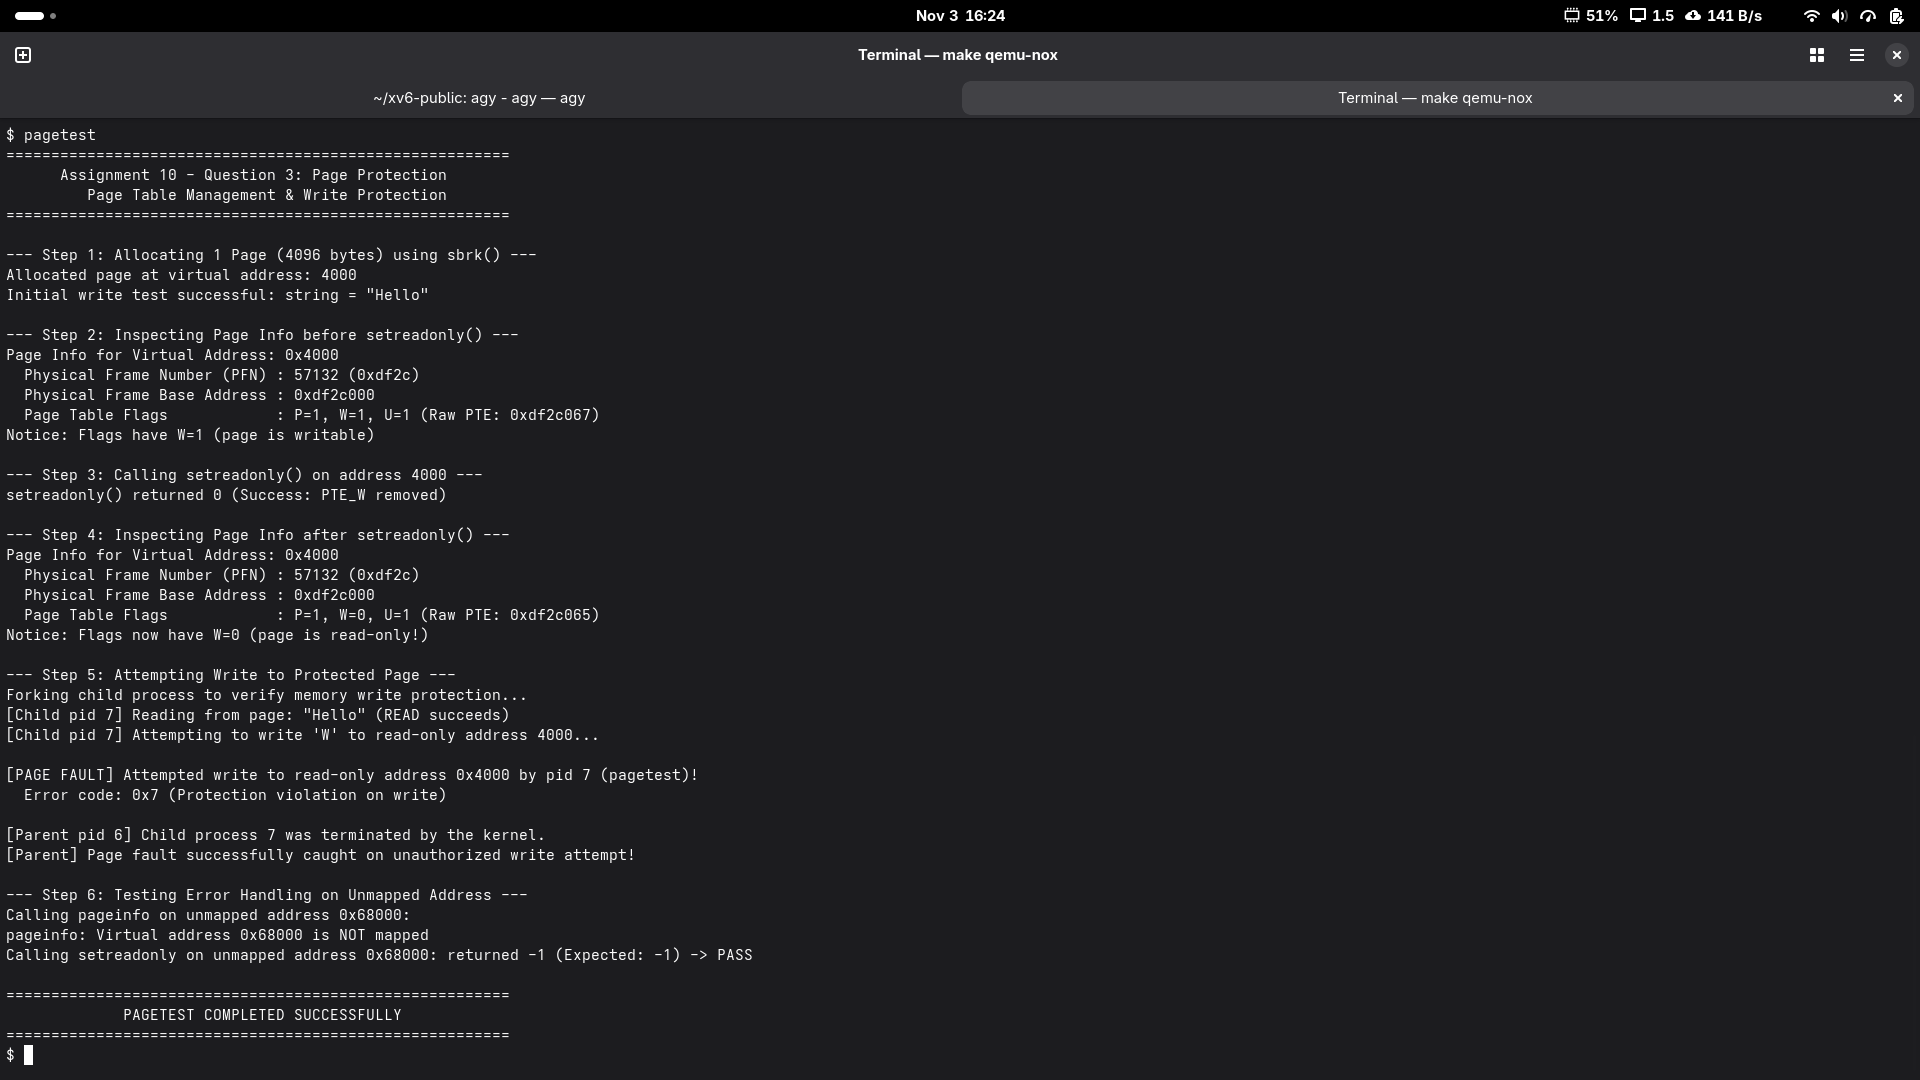 Nov 3 16:24
51% 1.5 141 B/s
Terminal — make qemu-nox
~/xv6-public: agy - agy — agy
Terminal — make qemu-nox
$ pagetest
========================================================
Assignment 10 - Question 3: Page Protection
Page Table Management & Write Protection
========================================================
--- Step 1: Allocating 1 Page (4096 bytes) using sbrk() ---
Allocated page at virtual address: 4000
Initial write test successful: string = "Hello"
--- Step 2: Inspecting Page Info before setreadonly() ---
Page Info for Virtual Address: 0x4000
Physical Frame Number (PFN) : 57132 (0xdf2c)
Physical Frame Base Address : 0xdf2c000
Page Table Flags            : P=1, W=1, U=1 (Raw PTE: 0xdf2c067)
Notice: Flags have W=1 (page is writable)
--- Step 3: Calling setreadonly() on address 4000 ---
setreadonly() returned 0 (Success: PTE_W removed)
--- Step 4: Inspecting Page Info after setreadonly() ---
Page Info for Virtual Address: 0x4000
Physical Frame Number (PFN) : 57132 (0xdf2c)
Physical Frame Base Address : 0xdf2c000
Page Table Flags            : P=1, W=0, U=1 (Raw PTE: 0xdf2c065)
Notice: Flags now have W=0 (page is read-only!)
--- Step 5: Attempting Write to Protected Page ---
Forking child process to verify memory write protection...
[Child pid 7] Reading from page: "Hello" (READ succeeds)
[Child pid 7] Attempting to write 'W' to read-only address 4000...
[PAGE FAULT] Attempted write to read-only address 0x4000 by pid 7 (pagetest)!
Error code: 0x7 (Protection violation on write)
[Parent pid 6] Child process 7 was terminated by the kernel.
[Parent] Page fault successfully caught on unauthorized write attempt!
--- Step 6: Testing Error Handling on Unmapped Address ---
Calling pageinfo on unmapped address 0x68000:
pageinfo: Virtual address 0x68000 is NOT mapped
Calling setreadonly on unmapped address 0x68000: returned -1 (Expected: -1) -> PASS
========================================================
PAGETEST COMPLETED SUCCESSFULLY
========================================================
$